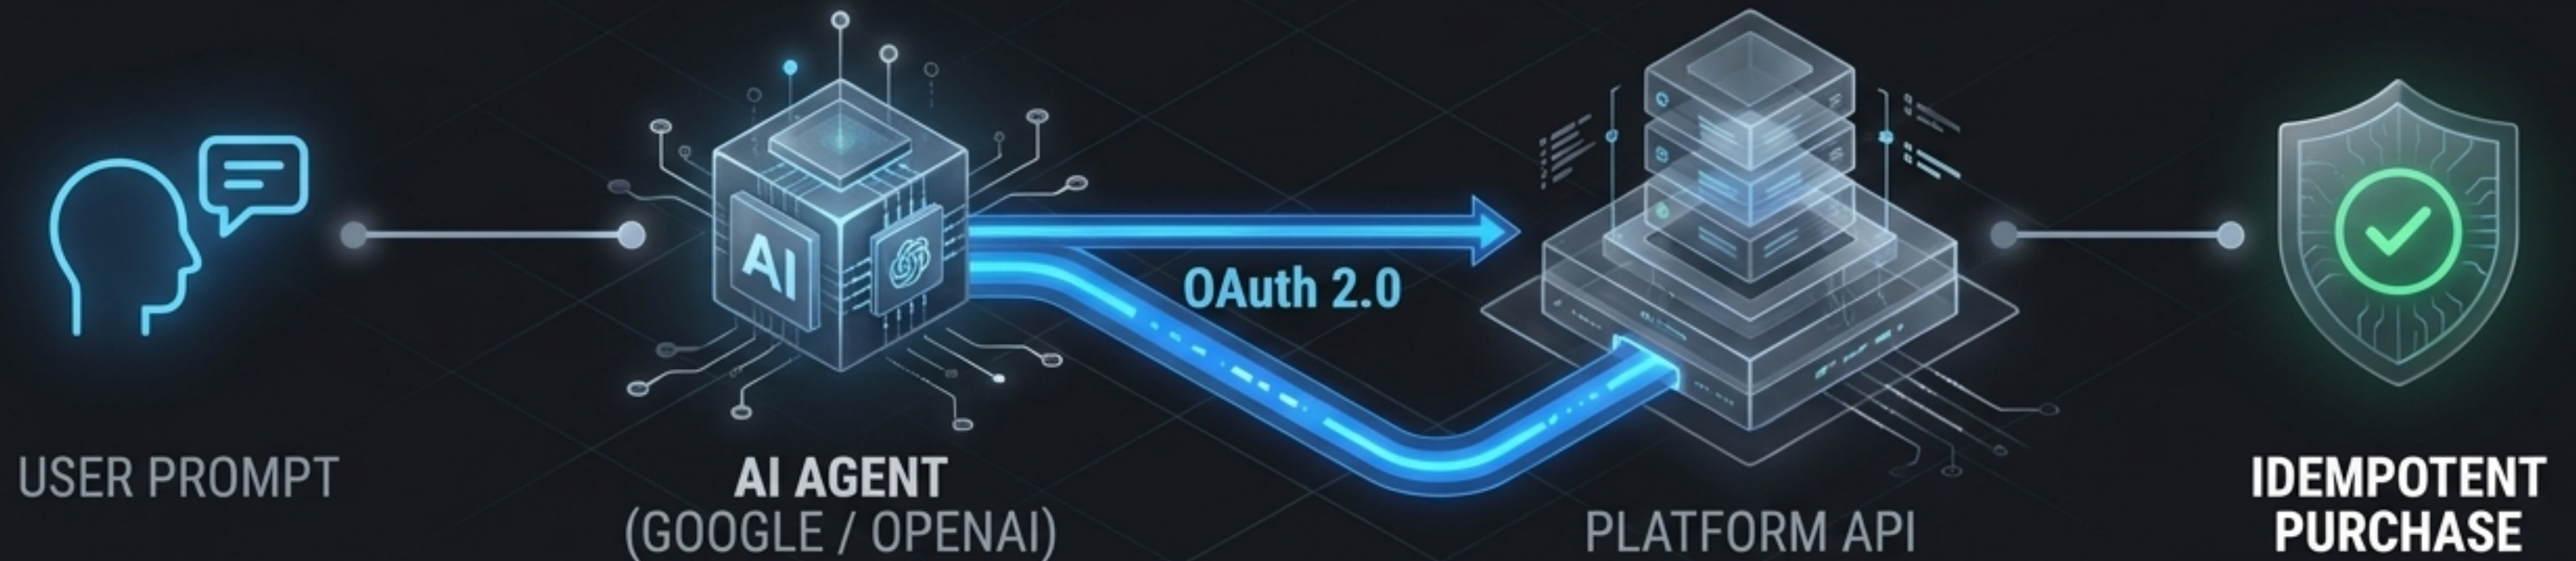 AI
OAuth 2.0
USER PROMPT
AI AGENT
(GOOGLE / OPENAI)
PLATFORM API
IDEMPOTENT
PURCHASE